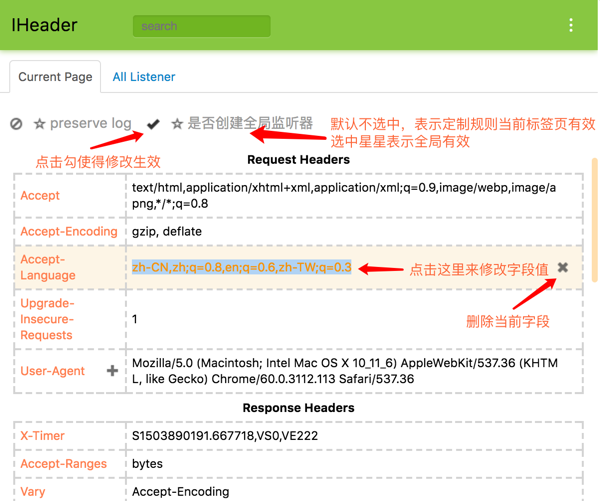 IHeader
search
Current Page
All Listener
preserve log
是否创建全局监听器
默认不选中，表示定制规则当前标签页有效
选中星星表示全局有效
点击勾使得修改生效
Request Headers
Accept
text/html,application/xhtml+xml,application/xml;q=0.9,image/webp,image/a
png,*/*;q=0.8
Accept-Encoding
gzip, deflate
Accept-
Language
zh-CN,zh;q=0.8,en;q=0.6,zh-TW;q=0.3
点击这里来修改字段值
删除当前字段
Upgrade-
Insecure-
Requests
1
User-Agent
Mozilla/5.0 (Macintosh; Intel Mac OS X 10_11_6) AppleWebKit/537.36 (KHTM
L, like Gecko) Chrome/60.0.3112.113 Safari/537.36
Response Headers
X-Timer
S1503890191.667718,VS0,VE222
Accept-Ranges
bytes
Vary
Accept-Encoding